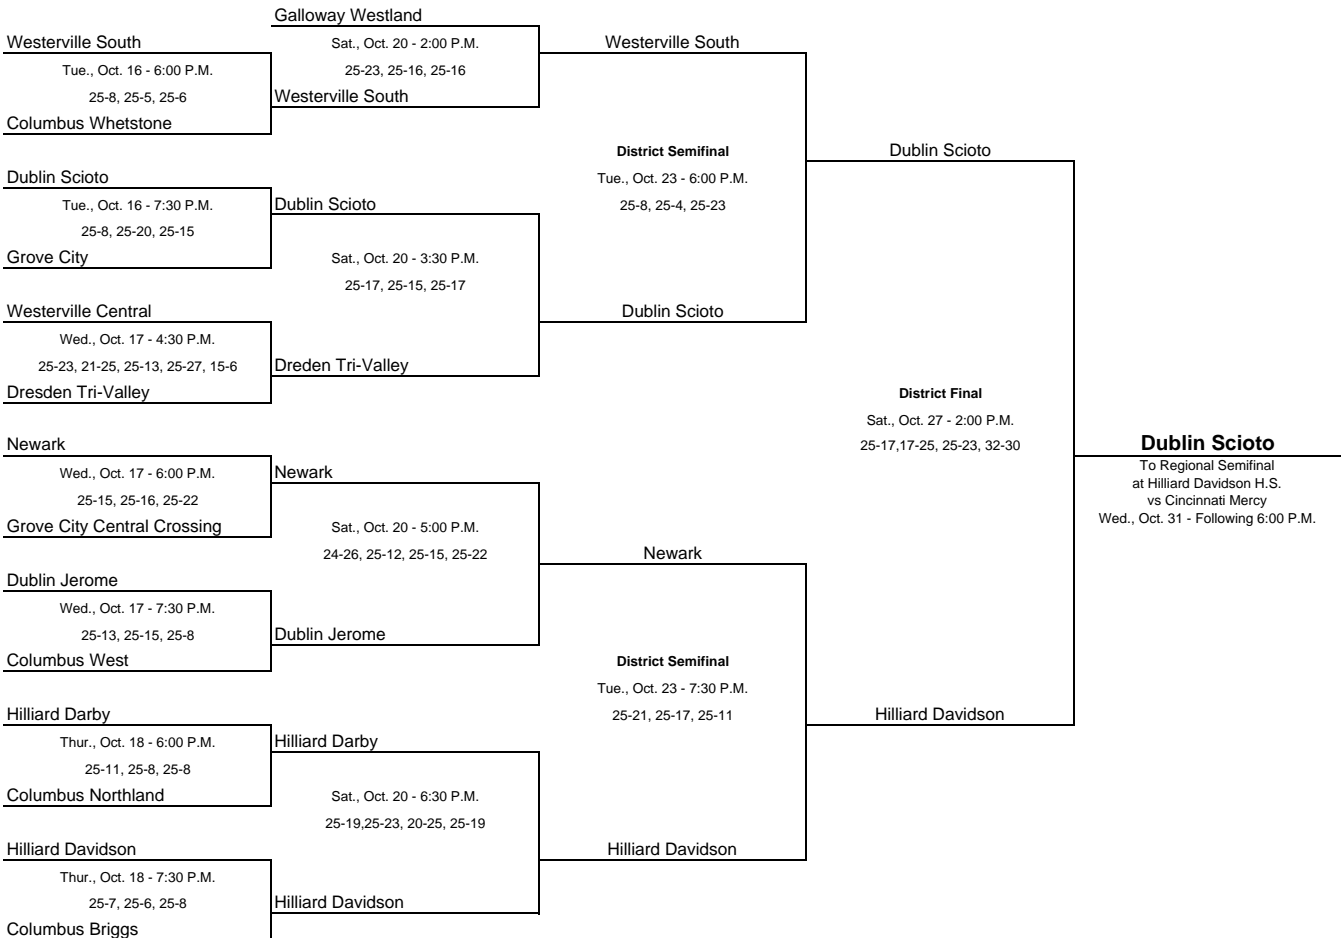 Galloway Westland
Westerville South
Sat., Oct. 20 - 2:00 P.M.
Westerville South
Tue., Oct. 16 - 6:00 P.M.
25-23, 25-16, 25-16
25-8, 25-5, 25-6
Westerville South
Columbus Whetstone
District Semifinal
Dublin Scioto
Dublin Scioto
Tue., Oct. 23 - 6:00 P.M.
Tue., Oct. 16 - 7:30 P.M.
Dublin Scioto
25-8, 25-4, 25-23
25-8, 25-20, 25-15
Grove City
Sat., Oct. 20 - 3:30 P.M.
25-17, 25-15, 25-17
Westerville Central
Dublin Scioto
Wed., Oct. 17 - 4:30 P.M.
25-23, 21-25, 25-13, 25-27, 15-6
Dreden Tri-Valley
Dresden Tri-Valley
District Final
Sat., Oct. 27 - 2:00 P.M.
Newark
25-17,17-25, 25-23, 32-30
Dublin Scioto
Wed., Oct. 17 - 6:00 P.M.
Newark
To Regional Semifinal
at Hilliard Davidson H.S.
25-15, 25-16, 25-22
vs Cincinnati Mercy
Grove City Central Crossing
Sat., Oct. 20 - 5:00 P.M.
Wed., Oct. 31 - Following 6:00 P.M.
24-26, 25-12, 25-15, 25-22
Newark
Dublin Jerome
Wed., Oct. 17 - 7:30 P.M.
25-13, 25-15, 25-8
Dublin Jerome
Columbus West
District Semifinal
Tue., Oct. 23 - 7:30 P.M.
Hilliard Darby
25-21, 25-17, 25-11
Hilliard Davidson
Thur., Oct. 18 - 6:00 P.M.
Hilliard Darby
25-11, 25-8, 25-8
Columbus Northland
Sat., Oct. 20 - 6:30 P.M.
25-19,25-23, 20-25, 25-19
Hilliard Davidson
Hilliard Davidson
Thur., Oct. 18 - 7:30 P.M.
25-7, 25-6, 25-8
Hilliard Davidson
Columbus Briggs